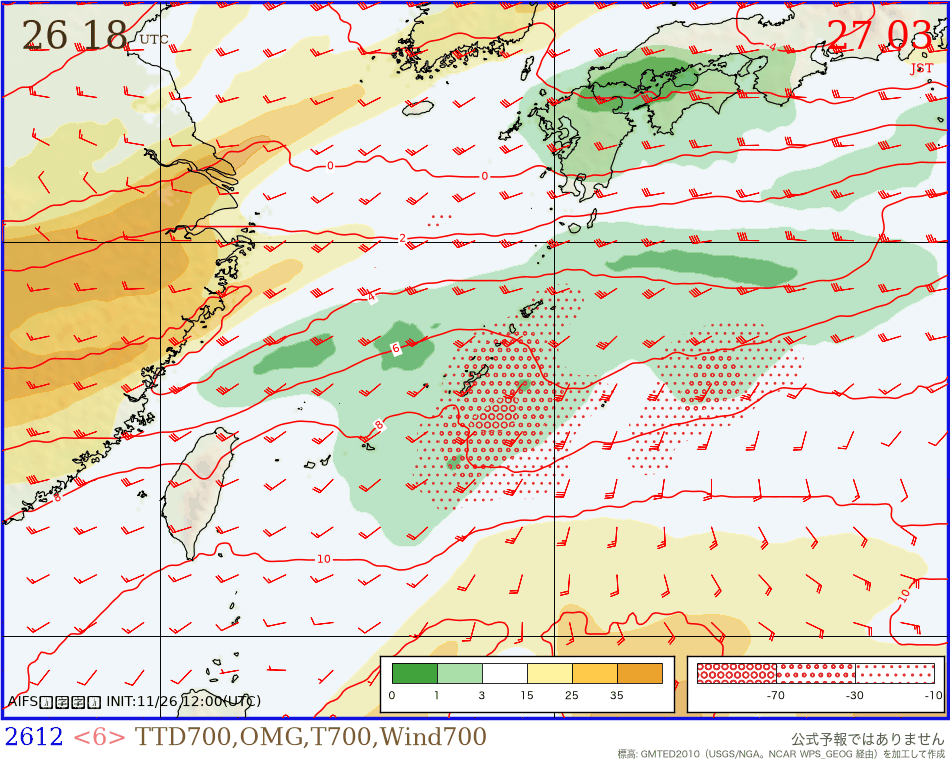 26 18 UTC
27 03
JST
-4
0
0
2
4
6
8
8
10
10
0 1 3 15 25 35
-70 -30 -10
INIT:11/26 12:00(UTC)
AIFS
2612 <6> TTD700,OMG,T700,Wind700
公式予報ではありません
標高: GMTED2010（USGS/NGA。NCAR WPS_GEOG 経由）を加工して作成